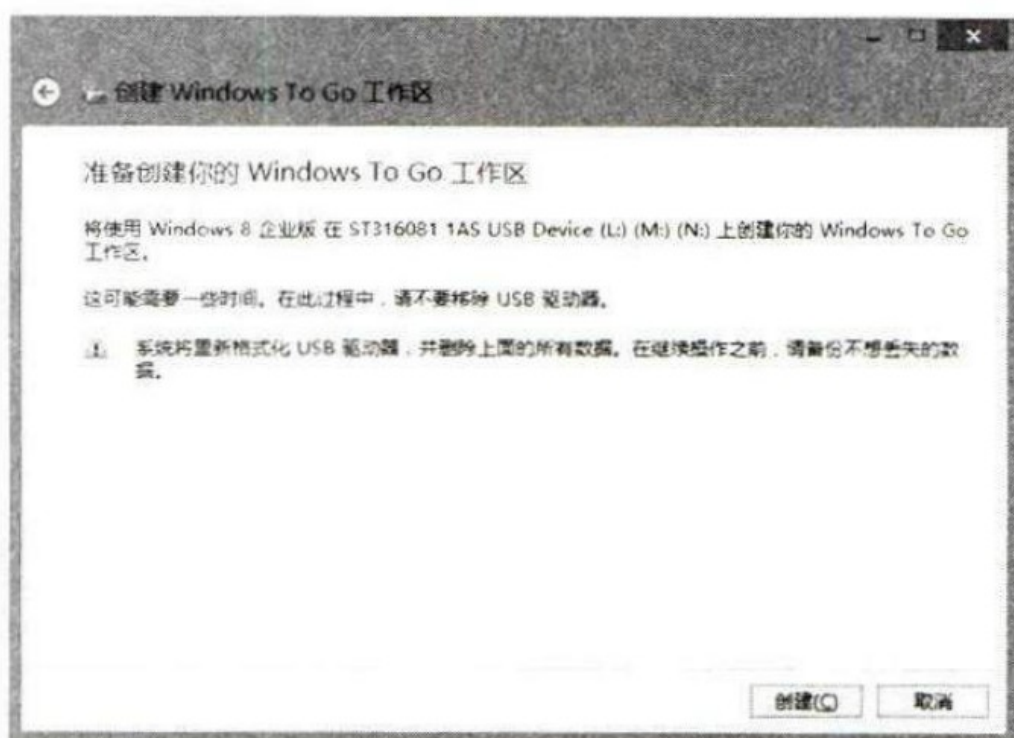 创建 Windows To Go 工作区
准备创建你的 Windows To Go 工作区
将使用 Windows 8 企业版 在 ST316081 1AS USB Device (L:) (M:) (N:) 上创建你的 Windows To Go
工作区。
这可能需要一些时间。在此过程中，请不要移除 USB 驱动器。
系统将重新格式化 USB 驱动器，并删除上面的所有数据。在继续操作之前，请备份不想丢失的数
据。
创建(C) 取消